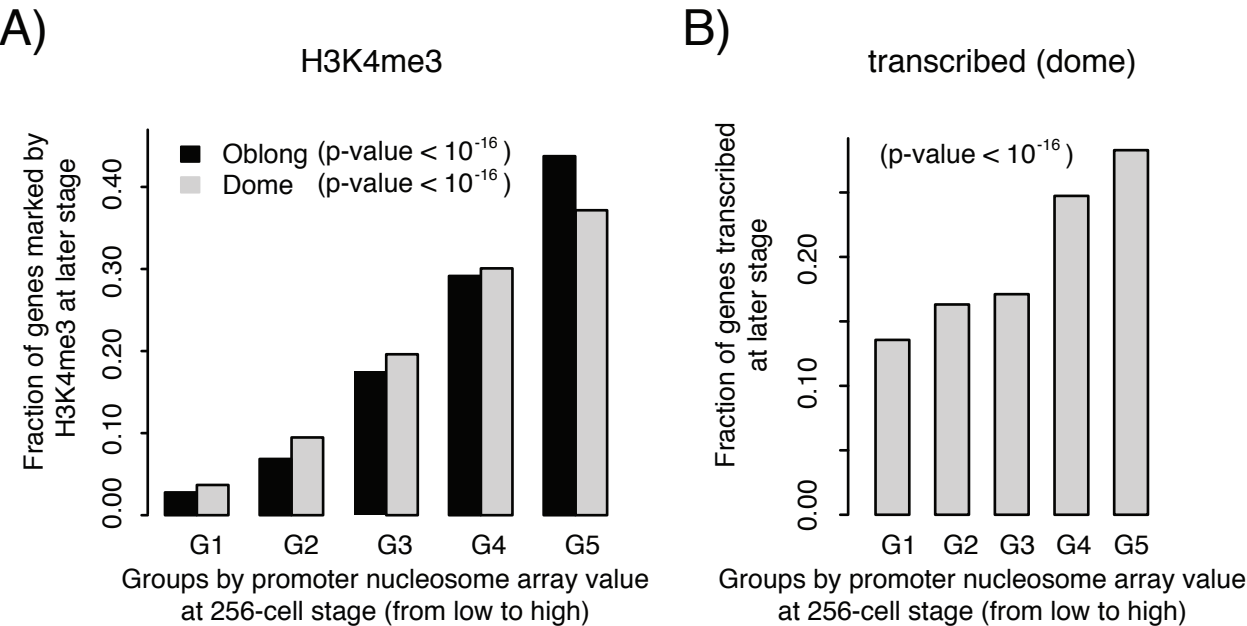 A)
H3K4me3
Fraction of genes marked by
H3K4me3 at later stage
0.00 0.10 0.20 0.30 0.40
Oblong (p-value < 10-16 )
Dome (p-value < 10-16 )
G1 G2 G3 G4 G5
Groups by promoter nucleosome array value
at 256-cell stage (from low to high)
B)
transcribed (dome)
Fraction of genes transcribed
at later stage
0.00 0.10 0.20
(p-value < 10-16 )
G1 G2 G3 G4 G5
Groups by promoter nucleosome array value
at 256-cell stage (from low to high)